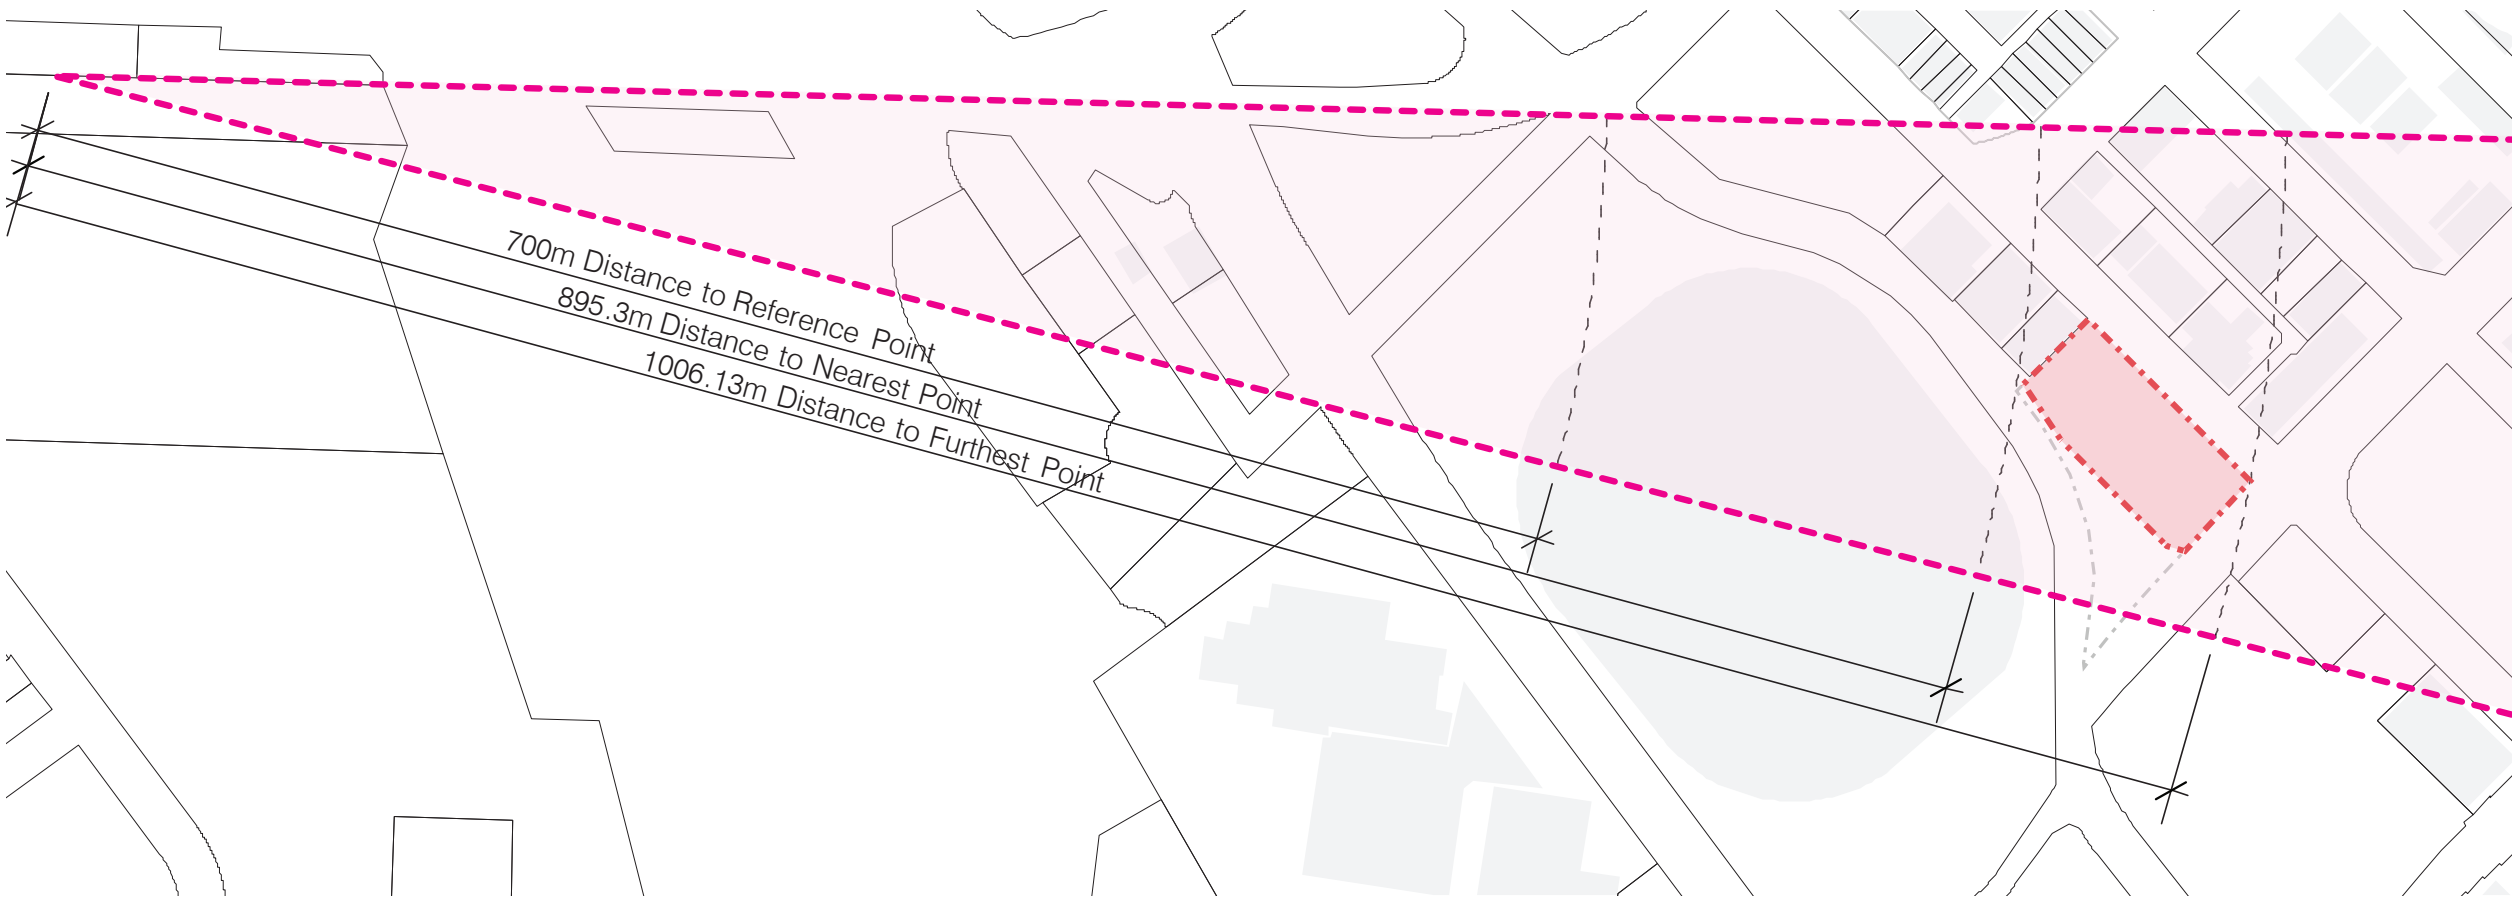 700m Distance to Reference Point
895.3m Distance to Nearest Point
1006.13m Distance to Furthest Point